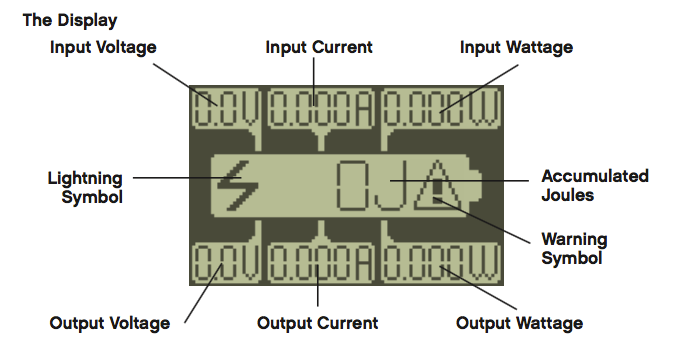 The Display
Input Voltage
Input Current
Input Wattage
0.0V
0.000A
0.000W
Lightning
Symbol
0J
Accumulated
Joules
Warning
Symbol
0.0V
0.000A
0.000W
Output Voltage
Output Current
Output Wattage